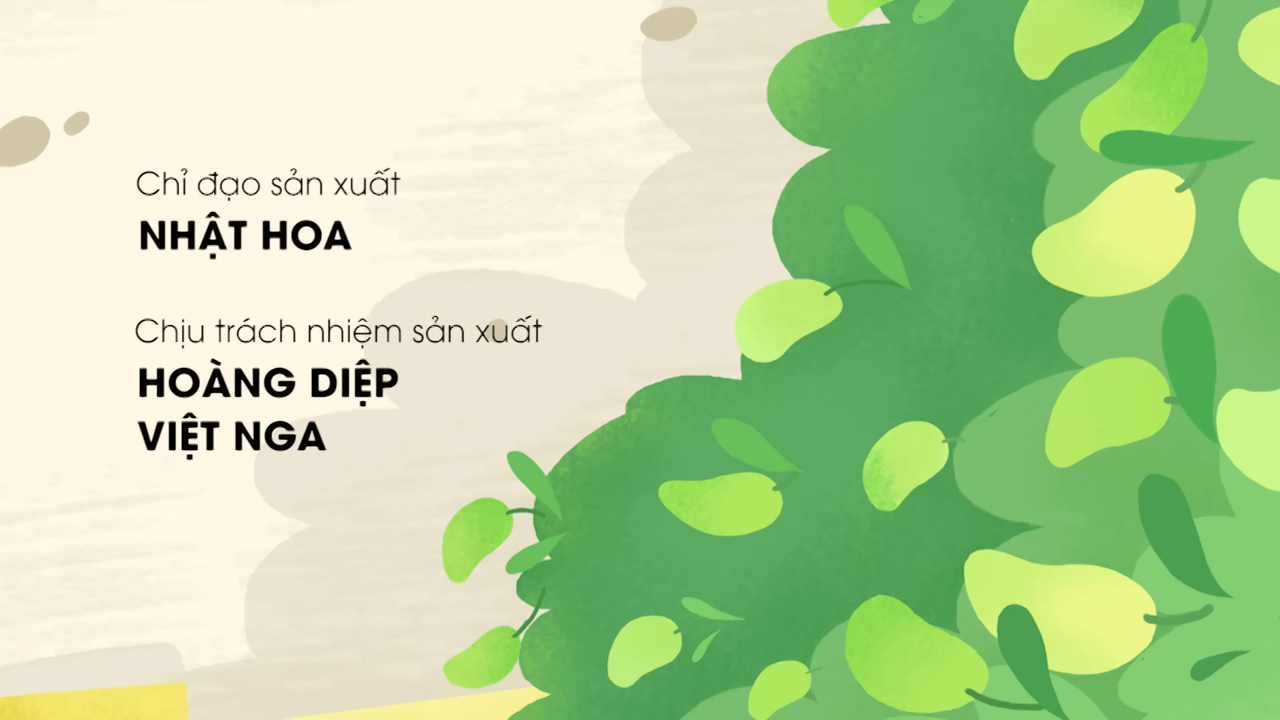 Chỉ đạo sản xuất
NHẬT HOA
Chịu trách nhiệm sản xuất
HOÀNG DIỆP
VIỆT NGA